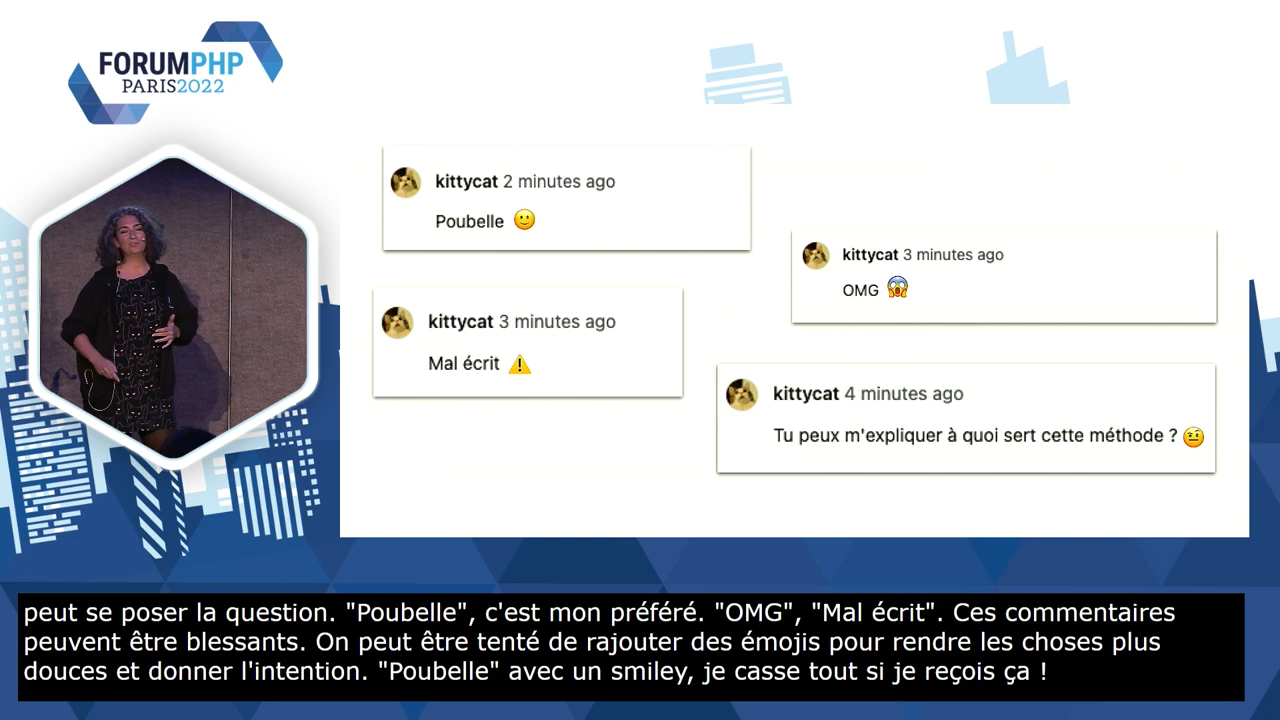 FORUMPHP
PARIS2022
kittycat 2 minutes ago
Poubelle 🙂
kittycat 3 minutes ago
OMG 😱
kittycat 3 minutes ago
Mal écrit ⚠️
kittycat 4 minutes ago
Tu peux m'expliquer à quoi sert cette méthode ? 🤨
peut se poser la question. "Poubelle", c'est mon préféré. "OMG", "Mal écrit". Ces commentaires
peuvent être blessants. On peut être tenté de rajouter des émojis pour rendre les choses plus
douces et donner l'intention. "Poubelle" avec un smiley, je casse tout si je reçois ça !